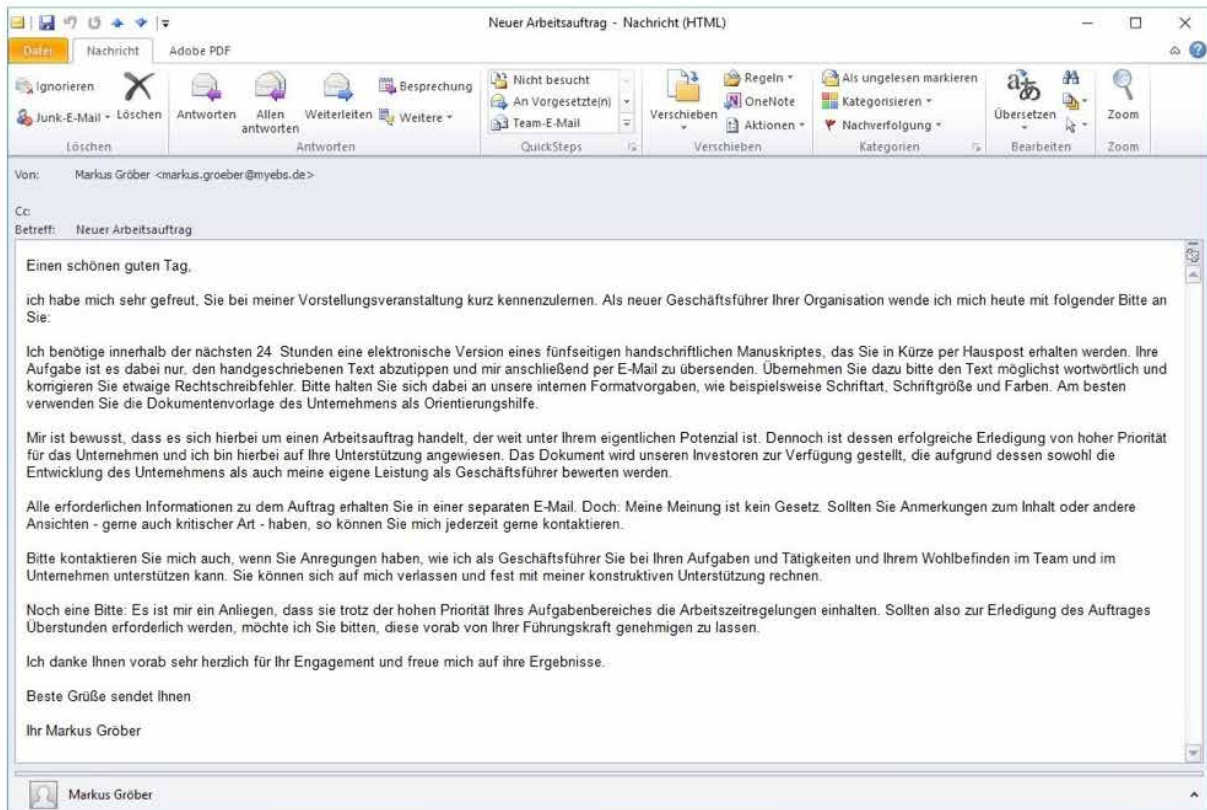 Neuer Arbeitsauftrag - Nachricht (HTML)
Datei Nachricht Adobe PDF
Ignorieren
Junk-E-Mail
Löschen
Löschen
Antworten
Allen
antworten
Weiterleiten
Besprechung
Weitere
Antworten
Nicht besucht
An Vorgesetzte(n)
Team-E-Mail
QuickSteps
Verschieben
Regeln
OneNote
Aktionen
Verschieben
Als ungelesen markieren
Kategorisieren
Nachverfolgung
Kategorien
Übersetzen
Bearbeiten
Zoom
Zoom
Von: Markus Gröber <markus.groeber@myebs.de>
Cc:
Betreff: Neuer Arbeitsauftrag
Einen schönen guten Tag,
ich habe mich sehr gefreut, Sie bei meiner Vorstellungsveranstaltung kurz kennenzulernen. Als neuer Geschäftsführer Ihrer Organisation wende ich mich heute mit folgender Bitte an
Sie:
Ich benötige innerhalb der nächsten 24 Stunden eine elektronische Version eines fünfseitigen handschriftlichen Manuskriptes, das Sie in Kürze per Hauspost erhalten werden. Ihre
Aufgabe ist es dabei nur, den handgeschriebenen Text abzutippen und mir anschließend per E-Mail zu übersenden. Übernehmen Sie dazu bitte den Text möglichst wortwörtlich und
korrigieren Sie etwaige Rechtschreibfehler. Bitte halten Sie sich dabei an unsere internen Formatvorgaben, wie beispielsweise Schriftart, Schriftgröße und Farben. Am besten
verwenden Sie die Dokumentenvorlage des Unternehmens als Orientierungshilfe.
Mir ist bewusst, dass es sich hierbei um einen Arbeitsauftrag handelt, der weit unter Ihrem eigentlichen Potenzial ist. Dennoch ist dessen erfolgreiche Erledigung von hoher Priorität
für das Unternehmen und ich bin hierbei auf Ihre Unterstützung angewiesen. Das Dokument wird unseren Investoren zur Verfügung gestellt, die aufgrund dessen sowohl die
Entwicklung des Unternehmens als auch meine eigene Leistung als Geschäftsführer bewerten werden.
Alle erforderlichen Informationen zu dem Auftrag erhalten Sie in einer separaten E-Mail. Doch: Meine Meinung ist kein Gesetz. Sollten Sie Anmerkungen zum Inhalt oder andere
Ansichten - gerne auch kritischer Art - haben, so können Sie mich jederzeit gerne kontaktieren.
Bitte kontaktieren Sie mich auch, wenn Sie Anregungen haben, wie ich als Geschäftsführer Sie bei Ihren Aufgaben und Tätigkeiten und Ihrem Wohlbefinden im Team und im
Unternehmen unterstützen kann. Sie können sich auf mich verlassen und fest mit meiner konstruktiven Unterstützung rechnen.
Noch eine Bitte: Es ist mir ein Anliegen, dass sie trotz der hohen Priorität Ihres Aufgabenbereiches die Arbeitszeitregelungen einhalten. Sollten also zur Erledigung des Auftrages
Überstunden erforderlich werden, möchte ich Sie bitten, diese vorab von Ihrer Führungskraft genehmigen zu lassen.
Ich danke Ihnen vorab sehr herzlich für Ihr Engagement und freue mich auf ihre Ergebnisse.
Beste Grüße sendet Ihnen
Ihr Markus Gröber
Markus Gröber